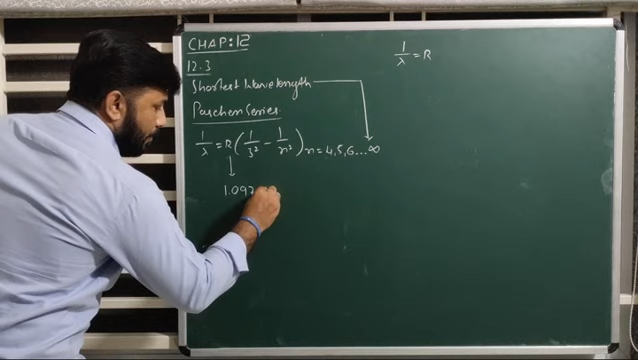 CHAP:12
12.3
Shortest Wavelength
Paschen Series.
1/λ = R(1/3² - 1/n²) n = 4,5,6...∞
1.097
1/λ = R